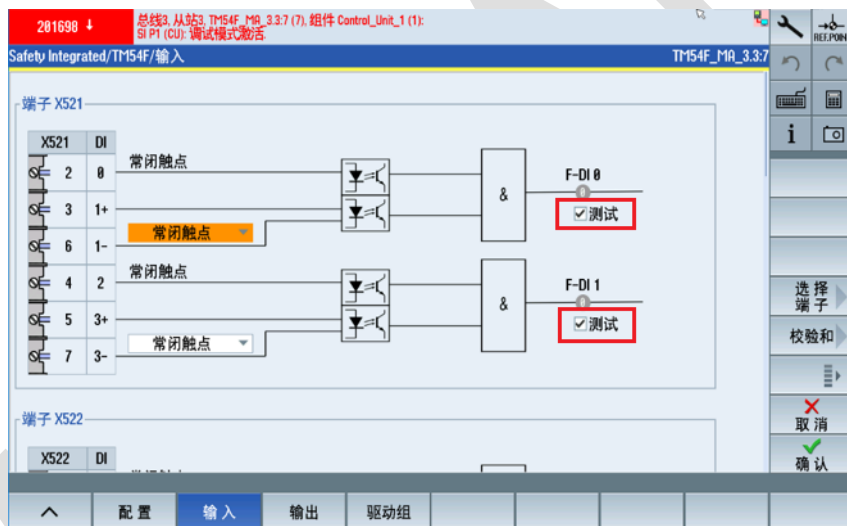 201698 ↓
总线3, 从站3, TM54F_MA_3.3:7 (7), 组件 Control_Unit_1 (1):
SI P1 (CU): 调试模式激活.
REF.POIN
Safety Integrated/TM54F/输入
TM54F_MA_3.3:7
端子 X521
X521 DI
2 0 常闭触点
3 1+
6 1- 常闭触点
& F-DI 0
0
测试
4 2 常闭触点
5 3+
7 3- 常闭触点
& F-DI 1
0
测试
端子 X522
X522 DI
i
选择
端子
校验和
取消
确认
配置
输入
输出
驱动组